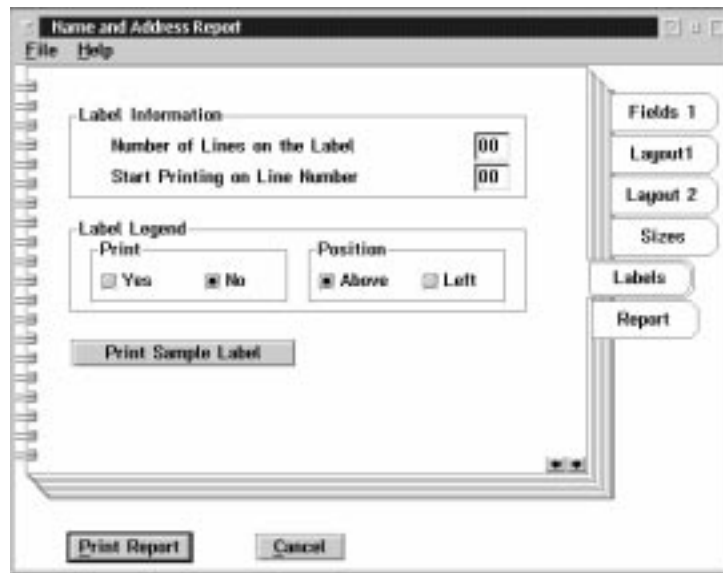 Name and Address Report
File Help
Label Information
Number of Lines on the Label 00
Start Printing on Line Number 00
Label Legend
Print
Yes No
Position
Above Left
Print Sample Label
Fields 1
Layout1
Layout 2
Sizes
Labels
Report
Print Report Cancel